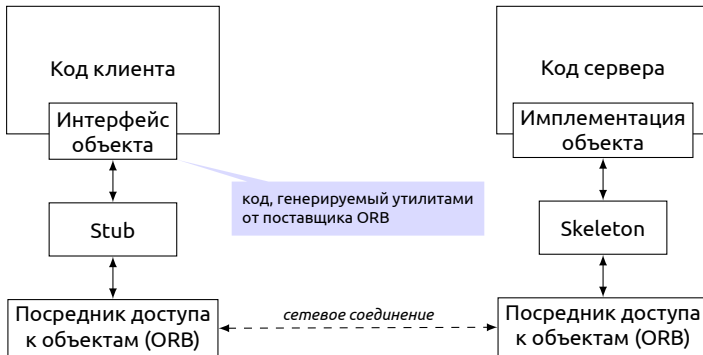 Код клиента
Интерфейс
объекта
Stub
Посредник доступа
к объектам (ORB)
код, генерируемый утилитами
от поставщика ORB
сетевое соединение
Код сервера
Имплементация
объекта
Skeleton
Посредник доступа
к объектам (ORB)